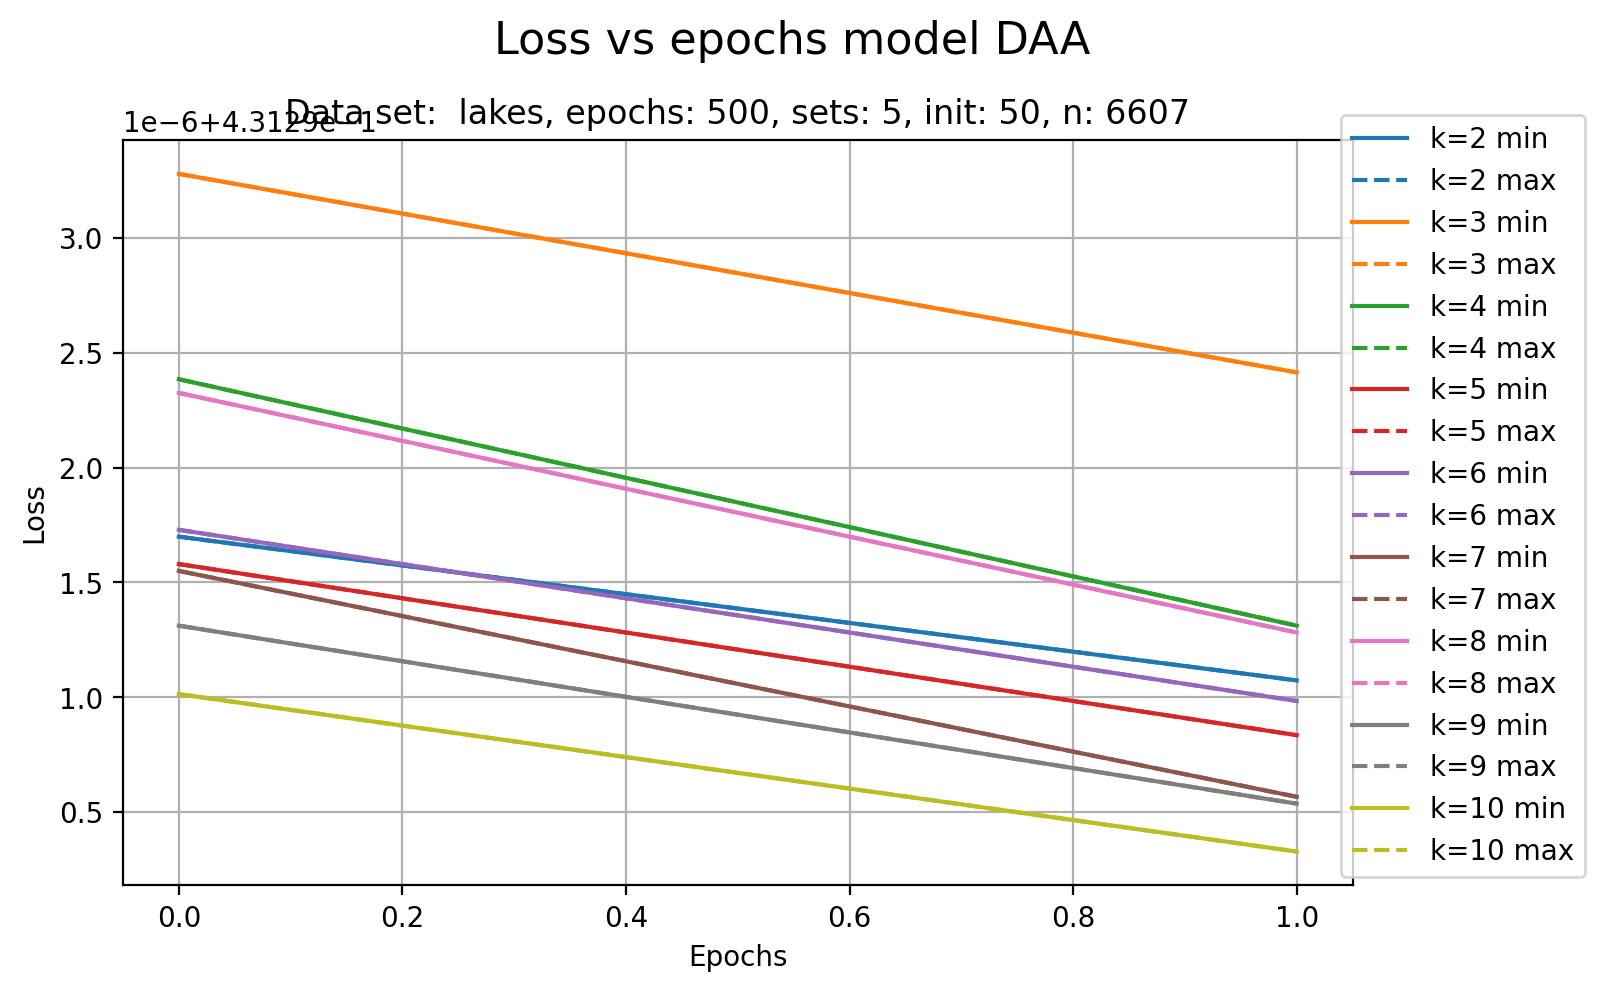 Loss vs epochs model DAA
Data set:  lakes, epochs: 500, sets: 5, init: 50, n: 6607
1e−6+4.3129e−1
3.0
2.5
2.0
1.5
1.0
0.5
Loss
0.0 0.2 0.4 0.6 0.8 1.0
Epochs
k=2 min
k=2 max
k=3 min
k=3 max
k=4 min
k=4 max
k=5 min
k=5 max
k=6 min
k=6 max
k=7 min
k=7 max
k=8 min
k=8 max
k=9 min
k=9 max
k=10 min
k=10 max